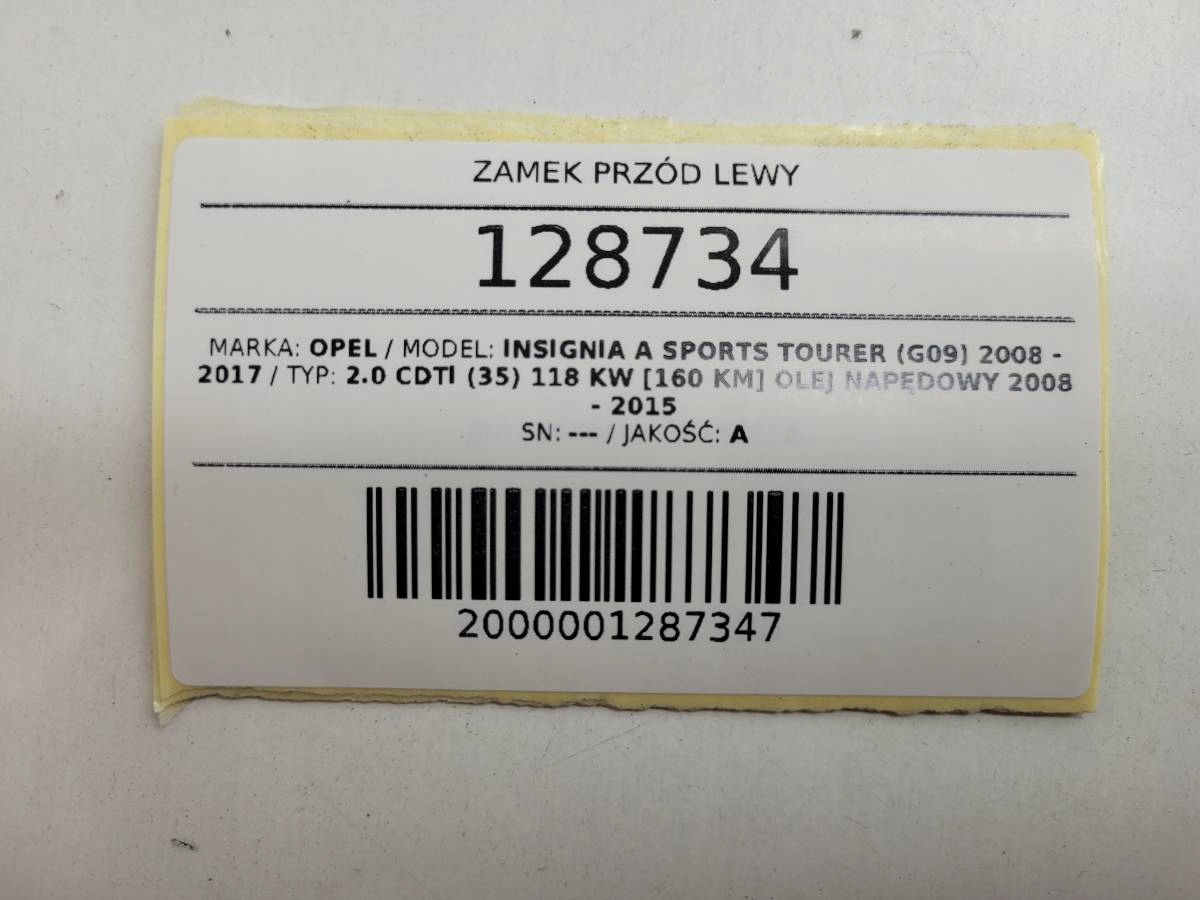 ZAMEK PRZÓD LEWY
128734
MARKA: OPEL / MODEL: INSIGNIA A SPORTS TOURER (G09) 2008 -
2017 / TYP: 2.0 CDTI (35) 118 KW [160 KM] OLEJ NAPĘDOWY 2008
- 2015
SN: --- / JAKOŚĆ: A
2000001287347